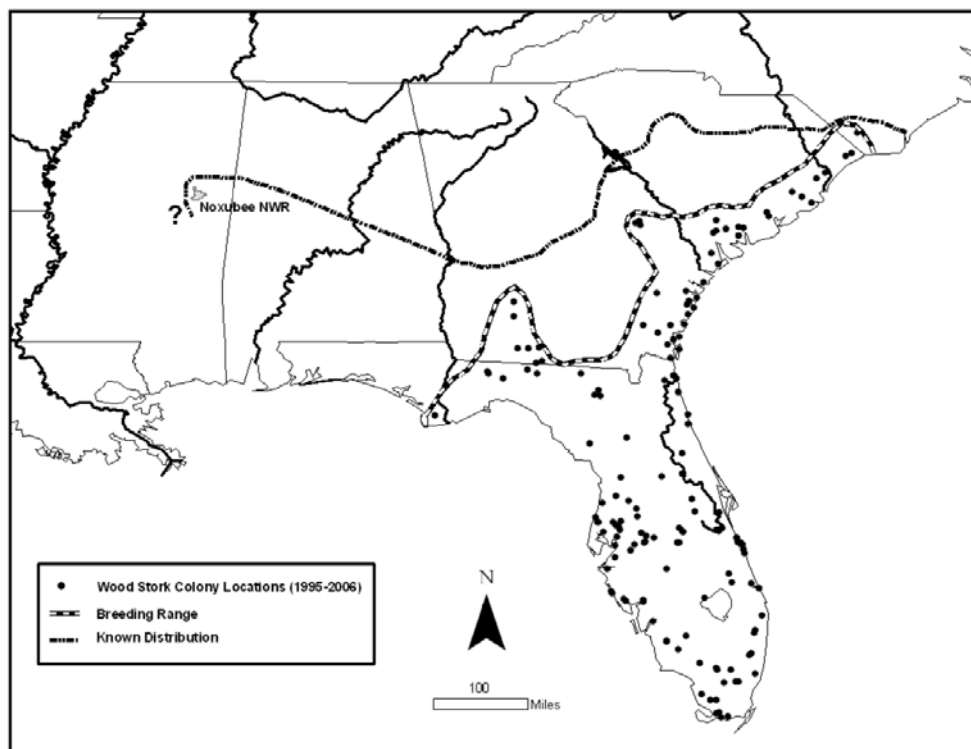 ?
Noxubee NWR
Wood Stork Colony Locations (1995-2006)
Breeding Range
Known Distribution
N
100
Miles